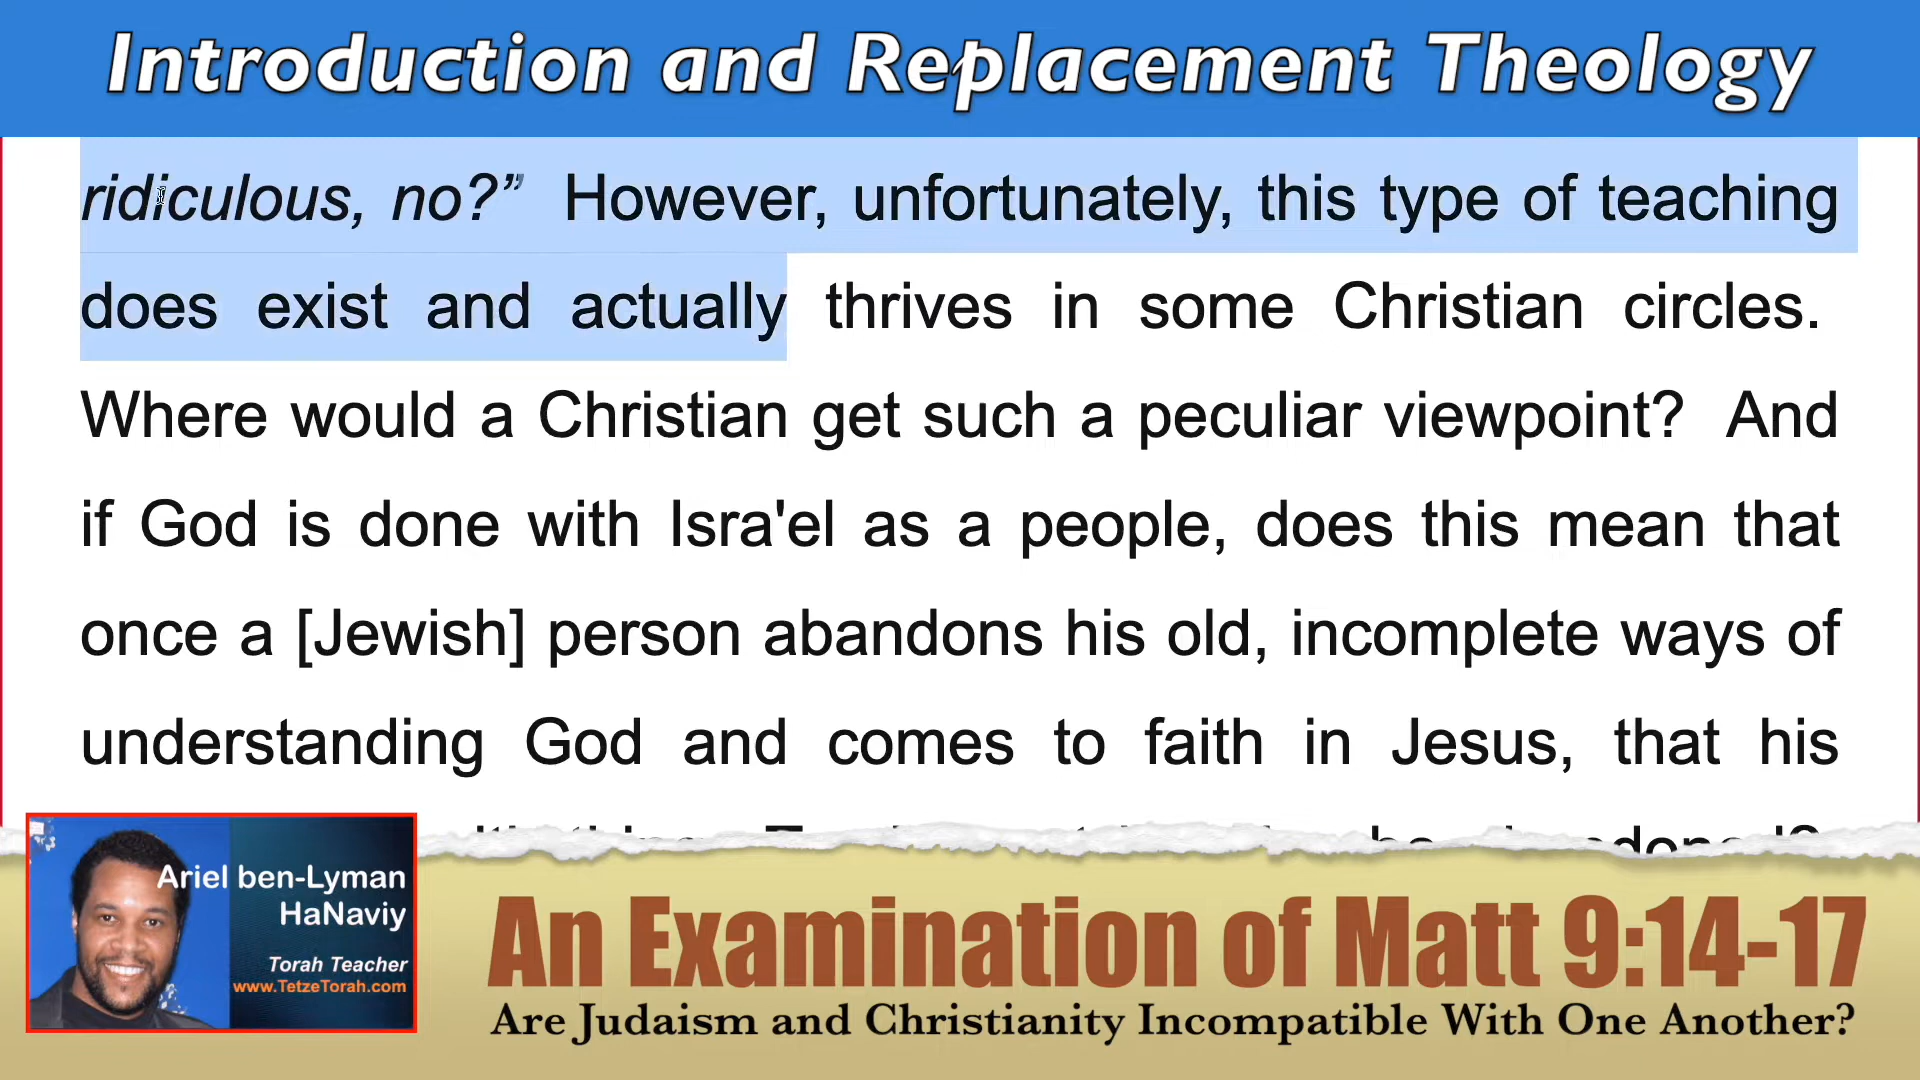 Introduction and Replacement Theology
ridiculous, no?” However, unfortunately, this type of teaching
does exist and actually thrives in some Christian circles.
Where would a Christian get such a peculiar viewpoint? And
if God is done with Isra'el as a people, does this mean that
once a [Jewish] person abandons his old, incomplete ways of
understanding God and comes to faith in Jesus, that his
Ariel ben-Lyman
HaNaviy
Torah Teacher
www.TetzeTorah.com
An Examination of Matt 9:14-17
Are Judaism and Christianity Incompatible With One Another?